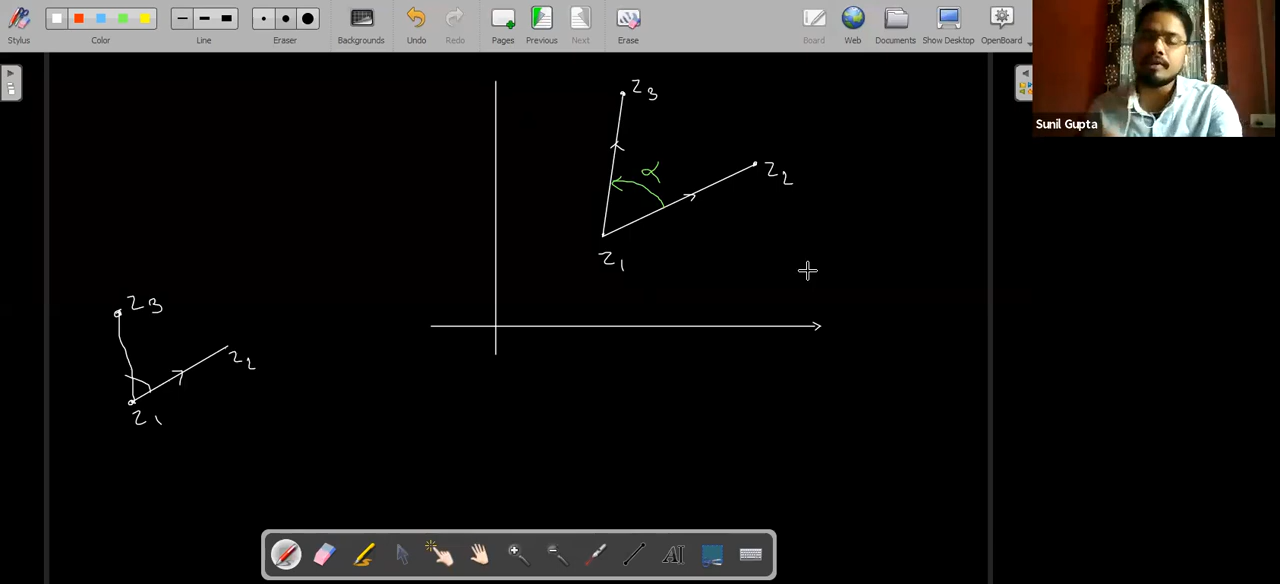 Stylus Color Line Eraser Backgrounds Undo Redo Pages Previous Next Erase Board Web Documents Show Desktop OpenBoard
Sunil Gupta
z3
α
z2
z1
z3
z2
z1
AI